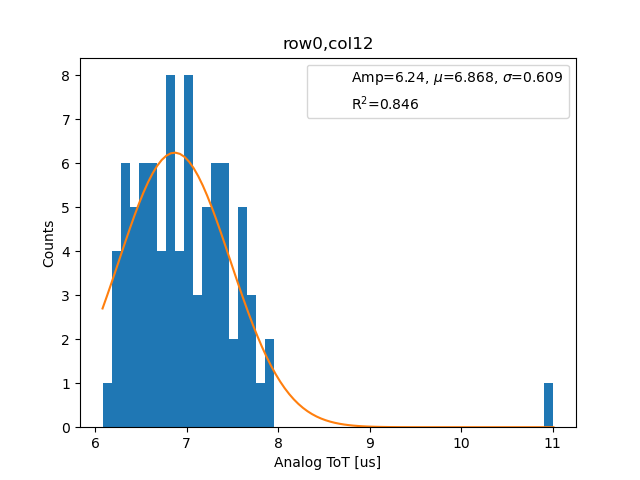 row0,col12
Amp=6.24, μ=6.868, σ=0.609
R²=0.846
8
7
6
5
4
3
2
1
0
Counts
6 7 8 9 10 11
Analog ToT [us]